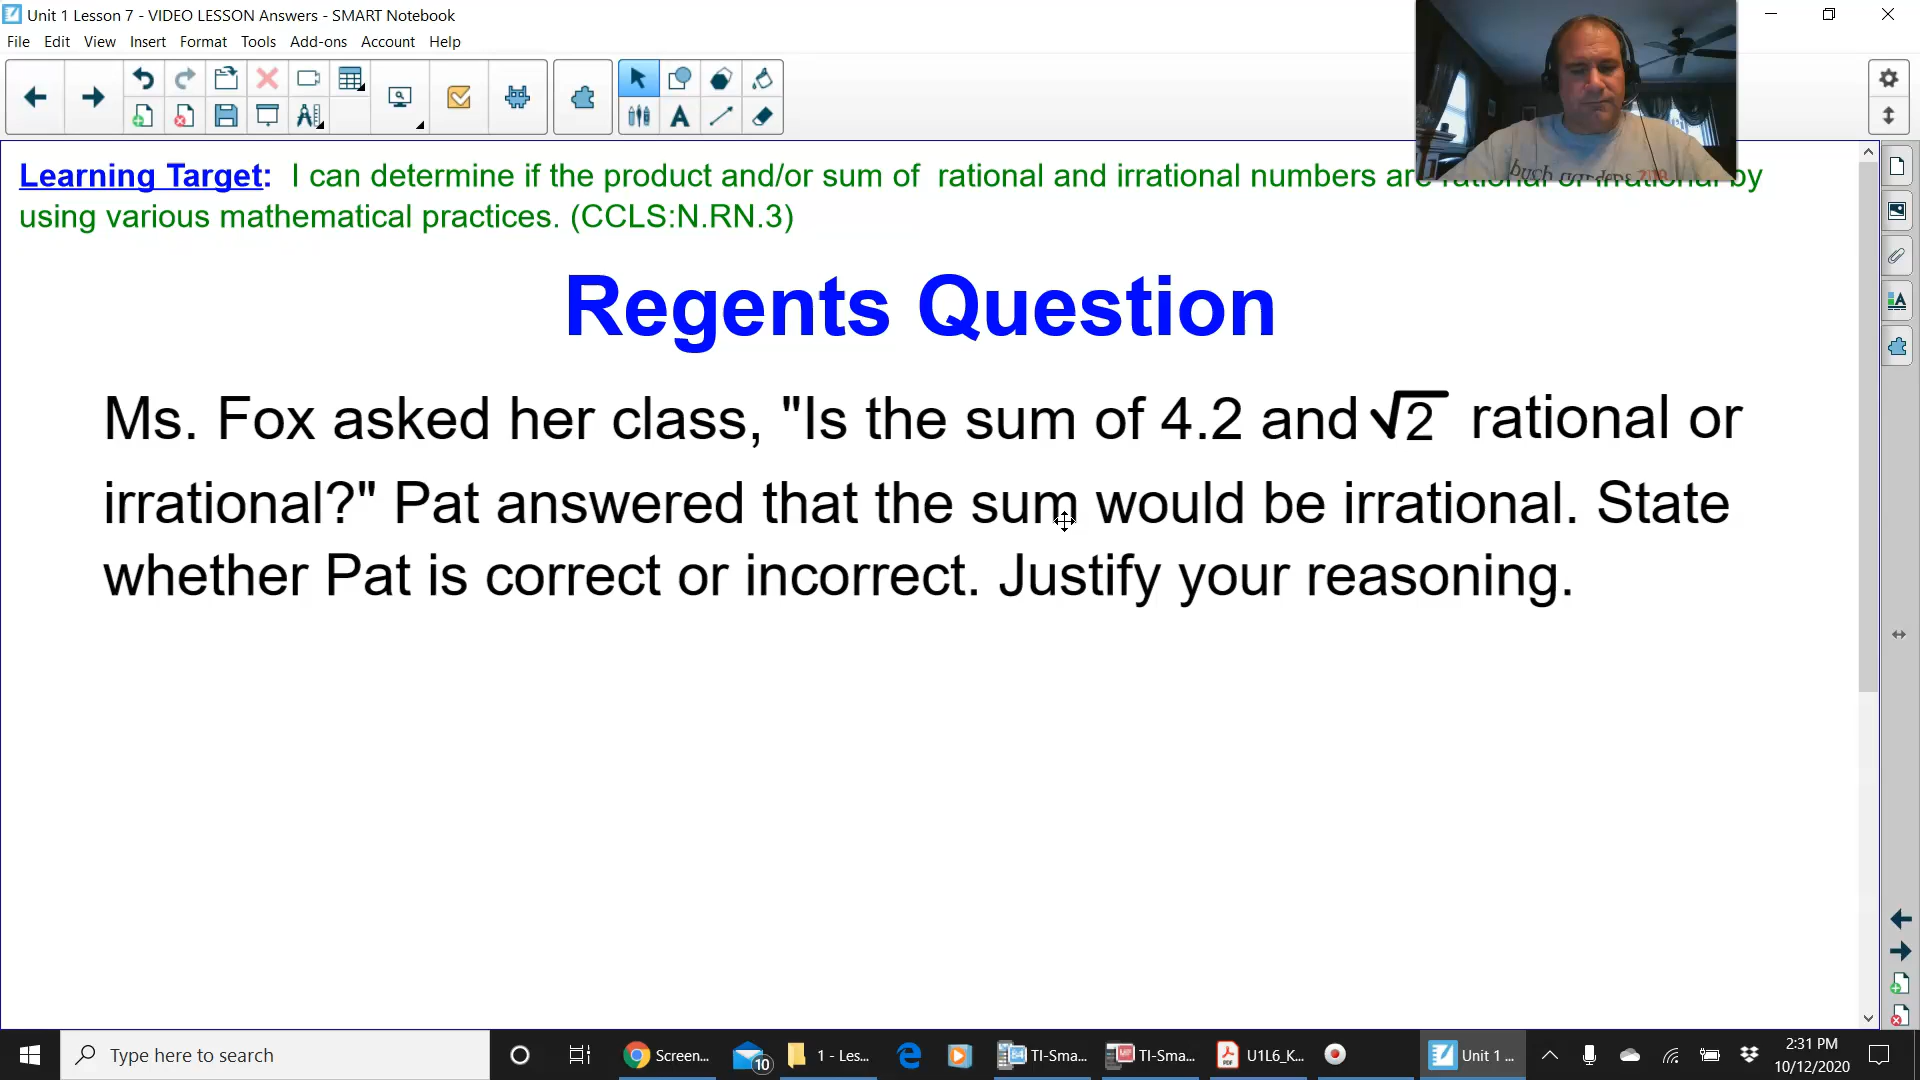 Unit 1 Lesson 7 - VIDEO LESSON Answers - SMART Notebook
File Edit View Insert Format Tools Add-ons Account Help
Learning Target: I can determine if the product and/or sum of rational and irrational numbers are rational or irrational by
using various mathematical practices. (CCLS:N.RN.3)
Regents Question
Ms. Fox asked her class, "Is the sum of 4.2 and √2 rational or
irrational?" Pat answered that the sum would be irrational. State
whether Pat is correct or incorrect. Justify your reasoning.
Type here to search
Screen...
10
1 - Les...
TI-Sma...
TI-Sma...
U1L6_K...
Unit 1 ...
2:31 PM
10/12/2020